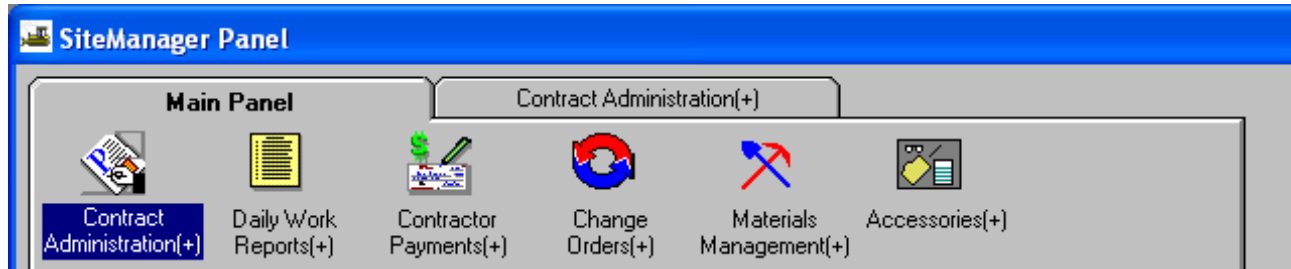 SiteManager Panel
Main Panel
Contract Administration(+)
Contract
Administration(+)
Daily Work
Reports(+)
Contractor
Payments(+)
Change
Orders(+)
Materials
Management(+)
Accessories(+)